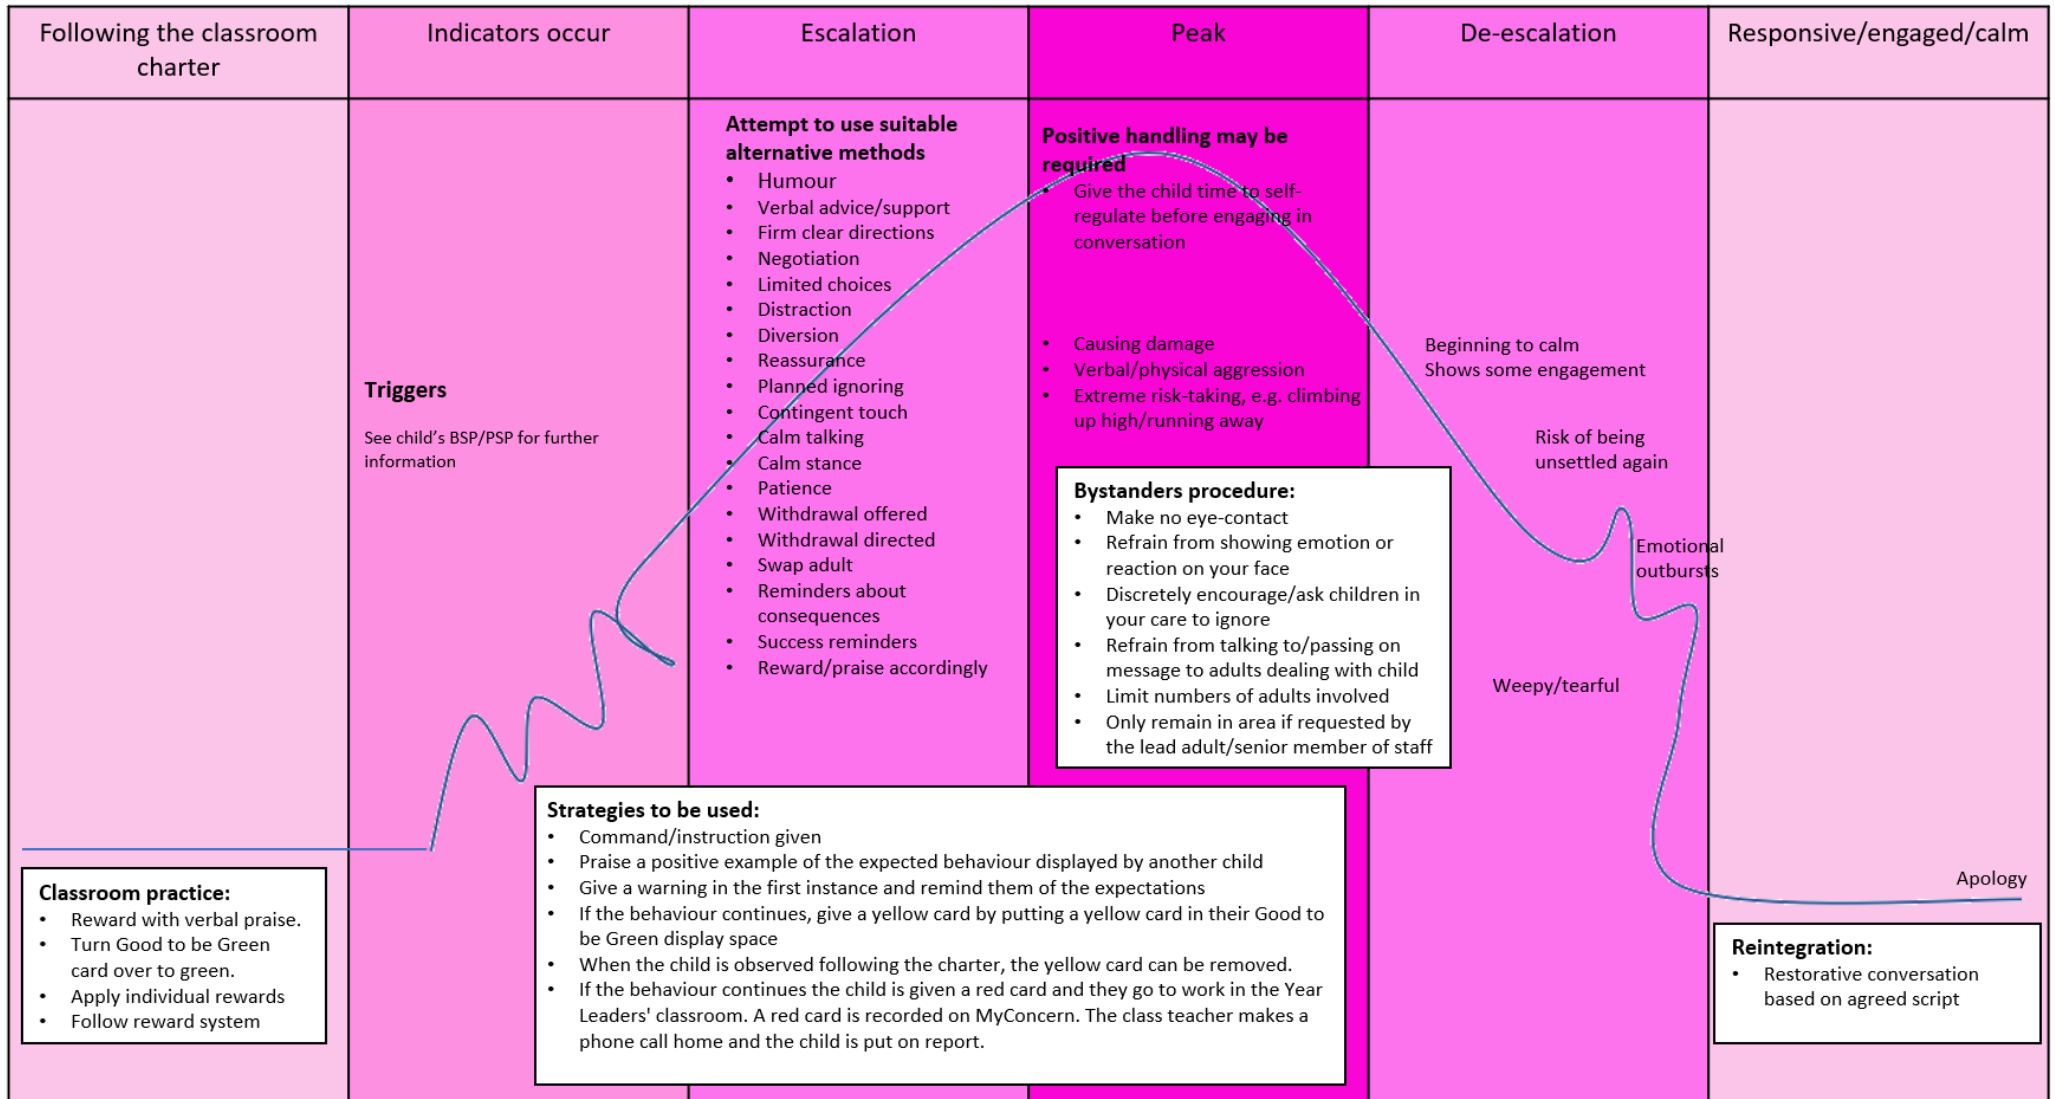 Following the classroom
charter
Indicators occur
Escalation
Peak
De-escalation
Responsive/engaged/calm
Triggers
See child's BSP/PSP for further
information
Attempt to use suitable
alternative methods
• Humour
• Verbal advice/support
• Firm clear directions
• Negotiation
• Limited choices
• Distraction
• Diversion
• Reassurance
• Planned ignoring
• Contingent touch
• Calm talking
• Calm stance
• Patience
• Withdrawal offered
• Withdrawal directed
• Swap adult
• Reminders about
consequences
• Success reminders
• Reward/praise accordingly
Positive handling may be
required
• Give the child time to self-
regulate before engaging in
conversation
• Causing damage
• Verbal/physical aggression
• Extreme risk-taking, e.g. climbing
up high/running away
Bystanders procedure:
• Make no eye-contact
• Refrain from showing emotion or
reaction on your face
• Discretely encourage/ask children in
your care to ignore
• Refrain from talking to/passing on
message to adults dealing with child
• Limit numbers of adults involved
• Only remain in area if requested by
the lead adult/senior member of staff
Beginning to calm
Shows some engagement
Risk of being
unsettled again
Emotional
outbursts
Weepy/tearful
Classroom practice:
• Reward with verbal praise.
• Turn Good to be Green
card over to green.
• Apply individual rewards
• Follow reward system
Strategies to be used:
• Command/instruction given
• Praise a positive example of the expected behaviour displayed by another child
• Give a warning in the first instance and remind them of the expectations
• If the behaviour continues, give a yellow card by putting a yellow card in their Good to
be Green display space
• When the child is observed following the charter, the yellow card can be removed.
• If the behaviour continues the child is given a red card and they go to work in the Year
Leaders' classroom. A red card is recorded on MyConcern. The class teacher makes a
phone call home and the child is put on report.
Apology
Reintegration:
• Restorative conversation
based on agreed script